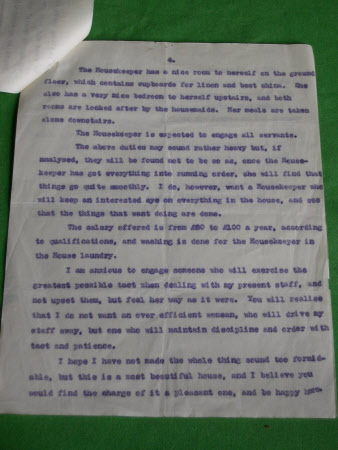 4.
The Housekeeper has a nice room to herself on the ground
floor, which contains cupboards for linen and best china. She
also has a very nice bedroom to herself upstairs, and both
rooms are looked after by the housemaids. Her meals are taken
alone downstairs.
The Housekeeper is expected to engage all servants.
The above duties may sound rather heavy but, if
analysed, they will be found not to be so as, once the House-
keeper has got everything into running order, she will find that
things go quite smoothly. I do, however, want a Housekeeper who
will keep an interested eye on everything in the house, and see
that the things that want doing are done.
The salary offered is from £80 to £100 a year, according
to qualifications, and washing is done for the Housekeeper in
the House laundry.
I am anxious to engage someone who will exercise the
greatest possible tact when dealing with my present staff, and
not upset them, but feel her way as it were. You will realise
that I do not want an over efficient woman, who will drive my
staff away, but one who will maintain discipline and order with
tact and patience.
I hope I have not made the whole thing sound too formid-
able, but this is a most beautiful house, and I believe you
would find the charge of it a pleasant one, and be happy here.